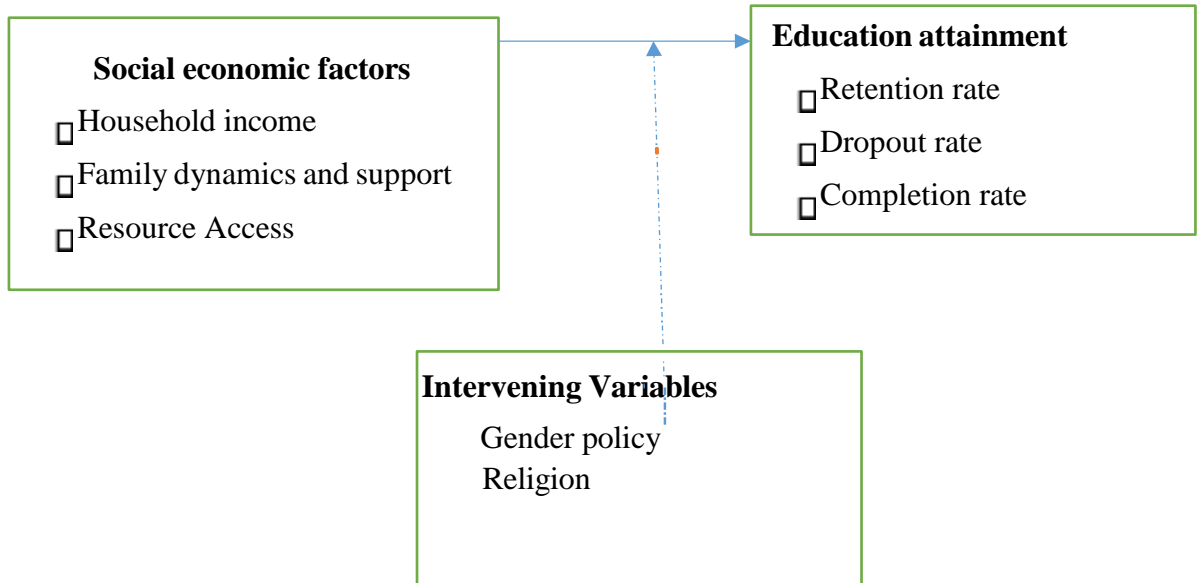 Social economic factors
Household income
Family dynamics and support
Resource Access
Education attainment
Retention rate
Dropout rate
Completion rate
Intervening Variables
Gender policy
Religion